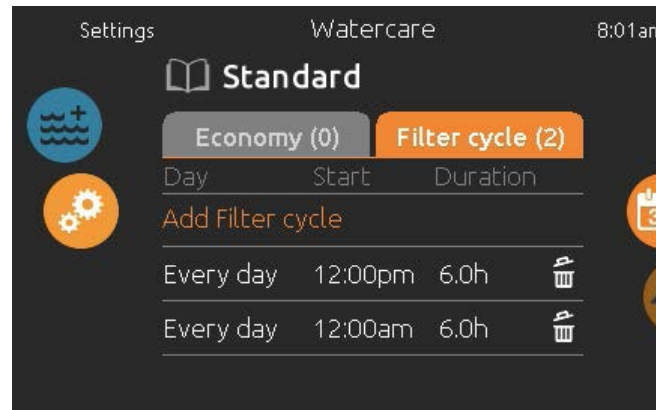 Settings Watercare 8:01am
Standard
Economy (0) Filter cycle (2)
Day Start Duration
Add Filter cycle
Every day 12:00pm 6.0h
Every day 12:00am 6.0h
3